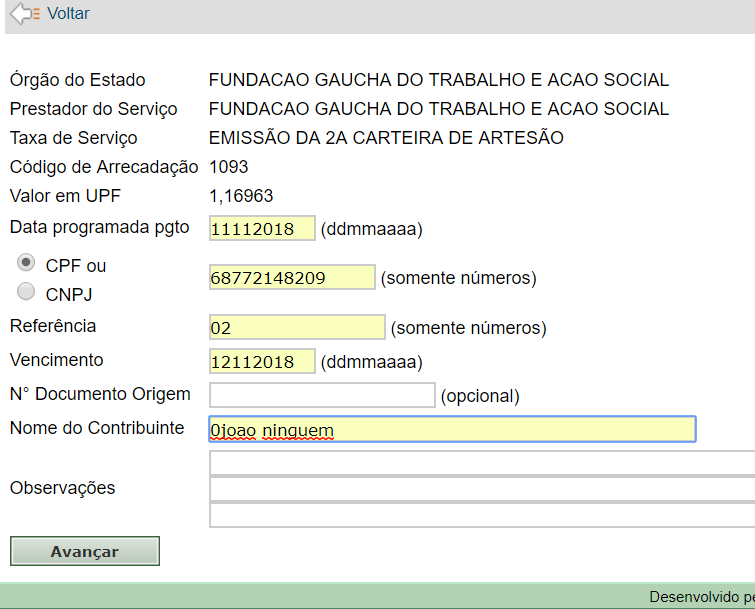 Voltar
Órgão do Estado FUNDACAO GAUCHA DO TRABALHO E ACAO SOCIAL
Prestador do Serviço FUNDACAO GAUCHA DO TRABALHO E ACAO SOCIAL
Taxa de Serviço EMISSÃO DA 2A CARTEIRA DE ARTESÃO
Código de Arrecadação 1093
Valor em UPF 1,16963
Data programada pgto 11112018 (ddmmaaaa)
CPF ou
CNPJ
68772148209 (somente números)
Referência 02 (somente números)
Vencimento 12112018 (ddmmaaaa)
N° Documento Origem (opcional)
Nome do Contribuinte 0joao ninguem
Observações
Avançar
Desenvolvido